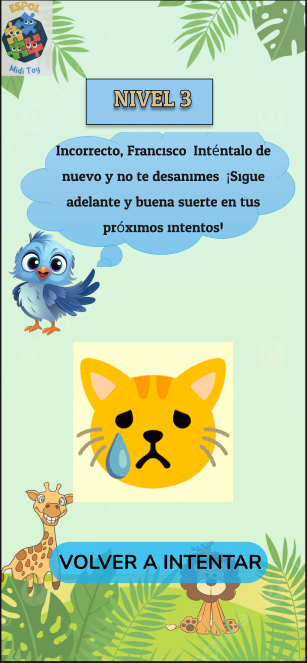 ESPOL
Midi Toy
NIVEL 3
Incorrecto, Francisco Inténtalo de
nuevo y no te desanimes ¡Sigue
adelante y buena suerte en tus
próximos intentos!
VOLVER A INTENTAR